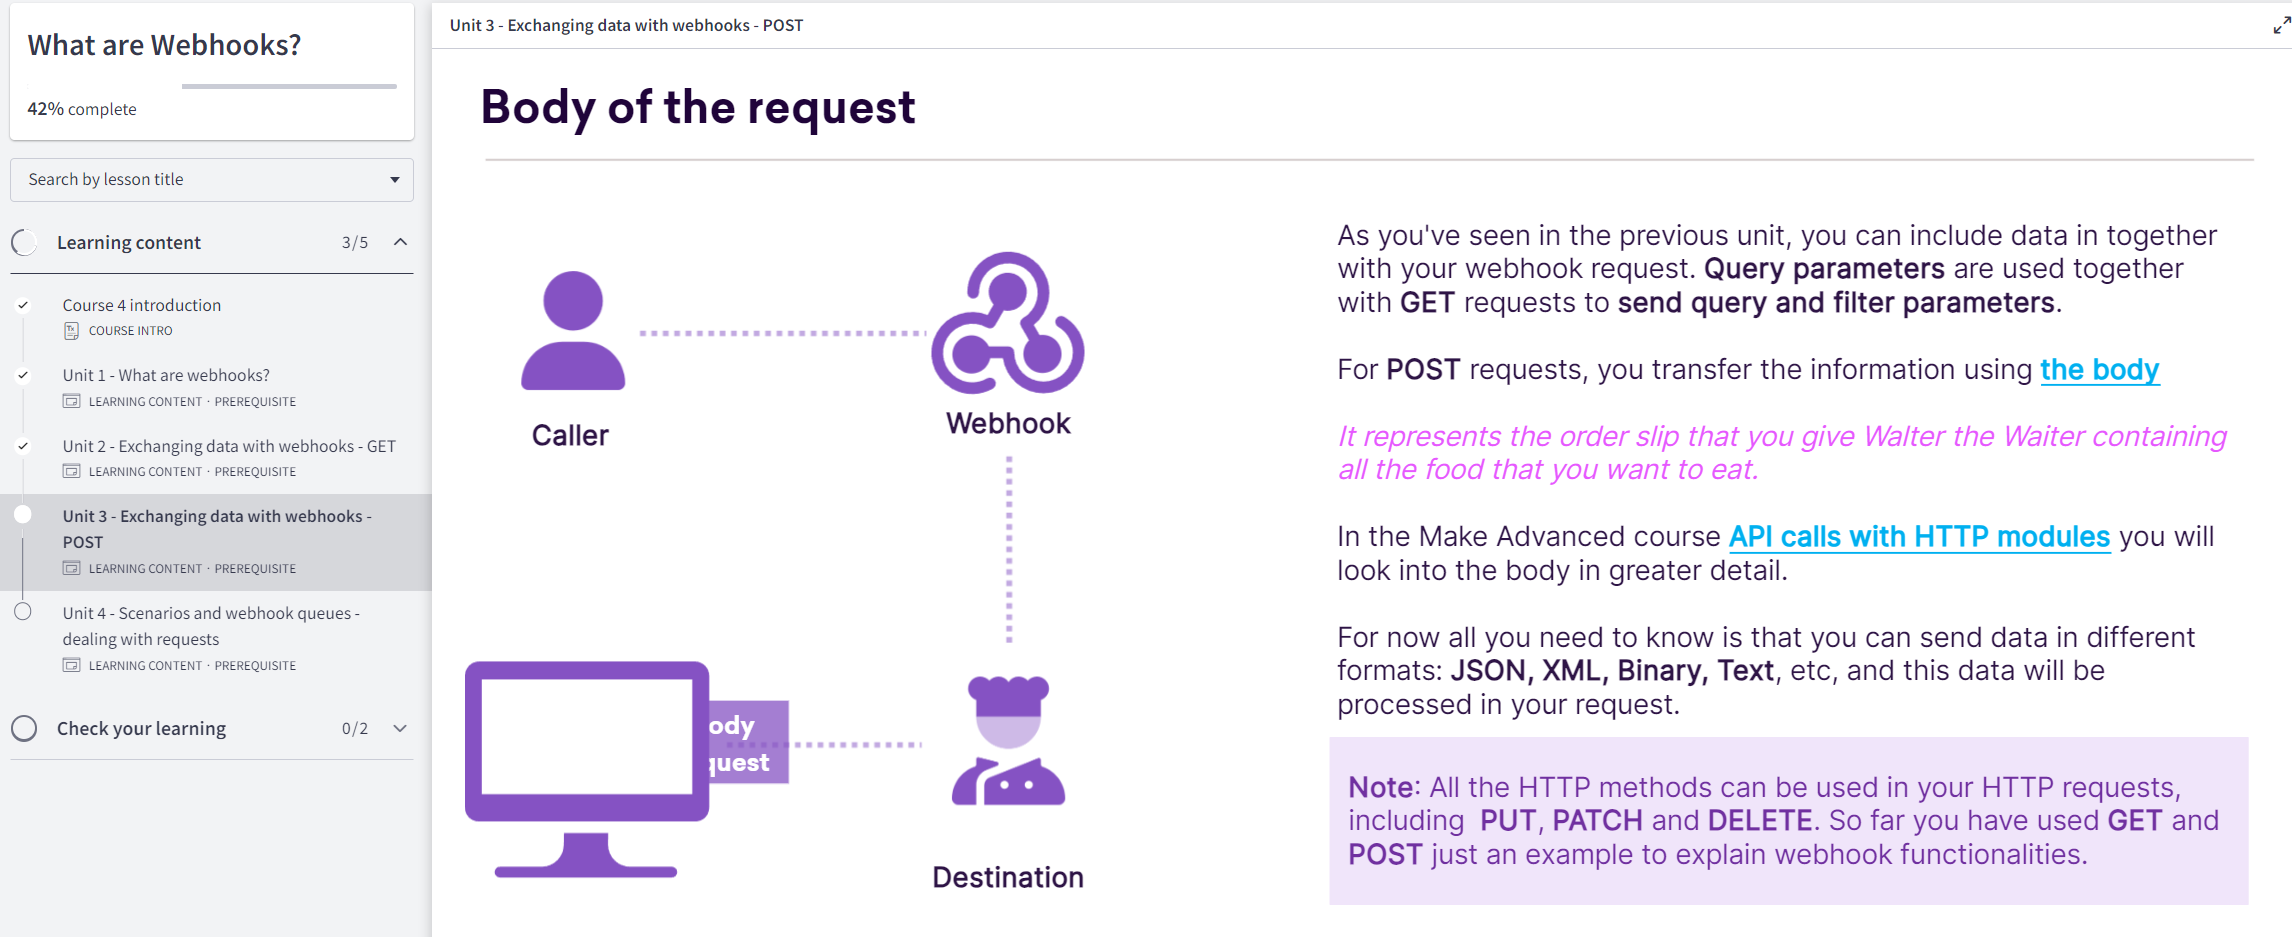 What are Webhooks?
42% complete
Search by lesson title
Learning content 3/5
Course 4 introduction
COURSE INTRO
Unit 1 - What are webhooks?
LEARNING CONTENT · PREREQUISITE
Unit 2 - Exchanging data with webhooks - GET
LEARNING CONTENT · PREREQUISITE
Unit 3 - Exchanging data with webhooks -
POST
LEARNING CONTENT · PREREQUISITE
Unit 4 - Scenarios and webhook queues -
dealing with requests
LEARNING CONTENT · PREREQUISITE
Check your learning 0/2
Unit 3 - Exchanging data with webhooks - POST
Body of the request
Caller
Webhook
ody
quest
Destination
As you've seen in the previous unit, you can include data in together
with your webhook request. Query parameters are used together
with GET requests to send query and filter parameters.
For POST requests, you transfer the information using the body
It represents the order slip that you give Walter the Waiter containing
all the food that you want to eat.
In the Make Advanced course API calls with HTTP modules you will
look into the body in greater detail.
For now all you need to know is that you can send data in different
formats: JSON, XML, Binary, Text, etc, and this data will be
processed in your request.
Note: All the HTTP methods can be used in your HTTP requests,
including PUT, PATCH and DELETE. So far you have used GET and
POST just an example to explain webhook functionalities.